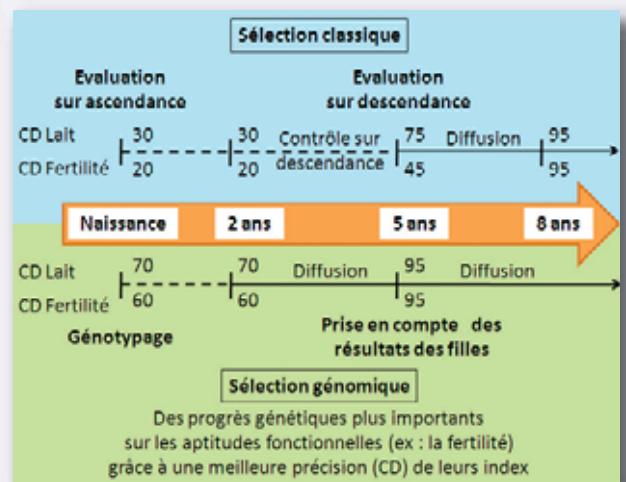 Sélection classique
Evaluation sur ascendance
Evaluation sur descendance
CD Lait 30 30 Contrôle sur descendance 75 Diffusion 95
CD Fertilité 20 20 45 95
Naissance 2 ans 5 ans 8 ans
CD Lait 70 70 Diffusion 95 Diffusion
CD Fertilité 60 60 95
Génotypage
Prise en compte des
résultats des filles
Sélection génomique
Des progrès génétiques plus importants
sur les aptitudes fonctionnelles (ex : la fertilité)
grâce à une meilleure précision (CD) de leurs index